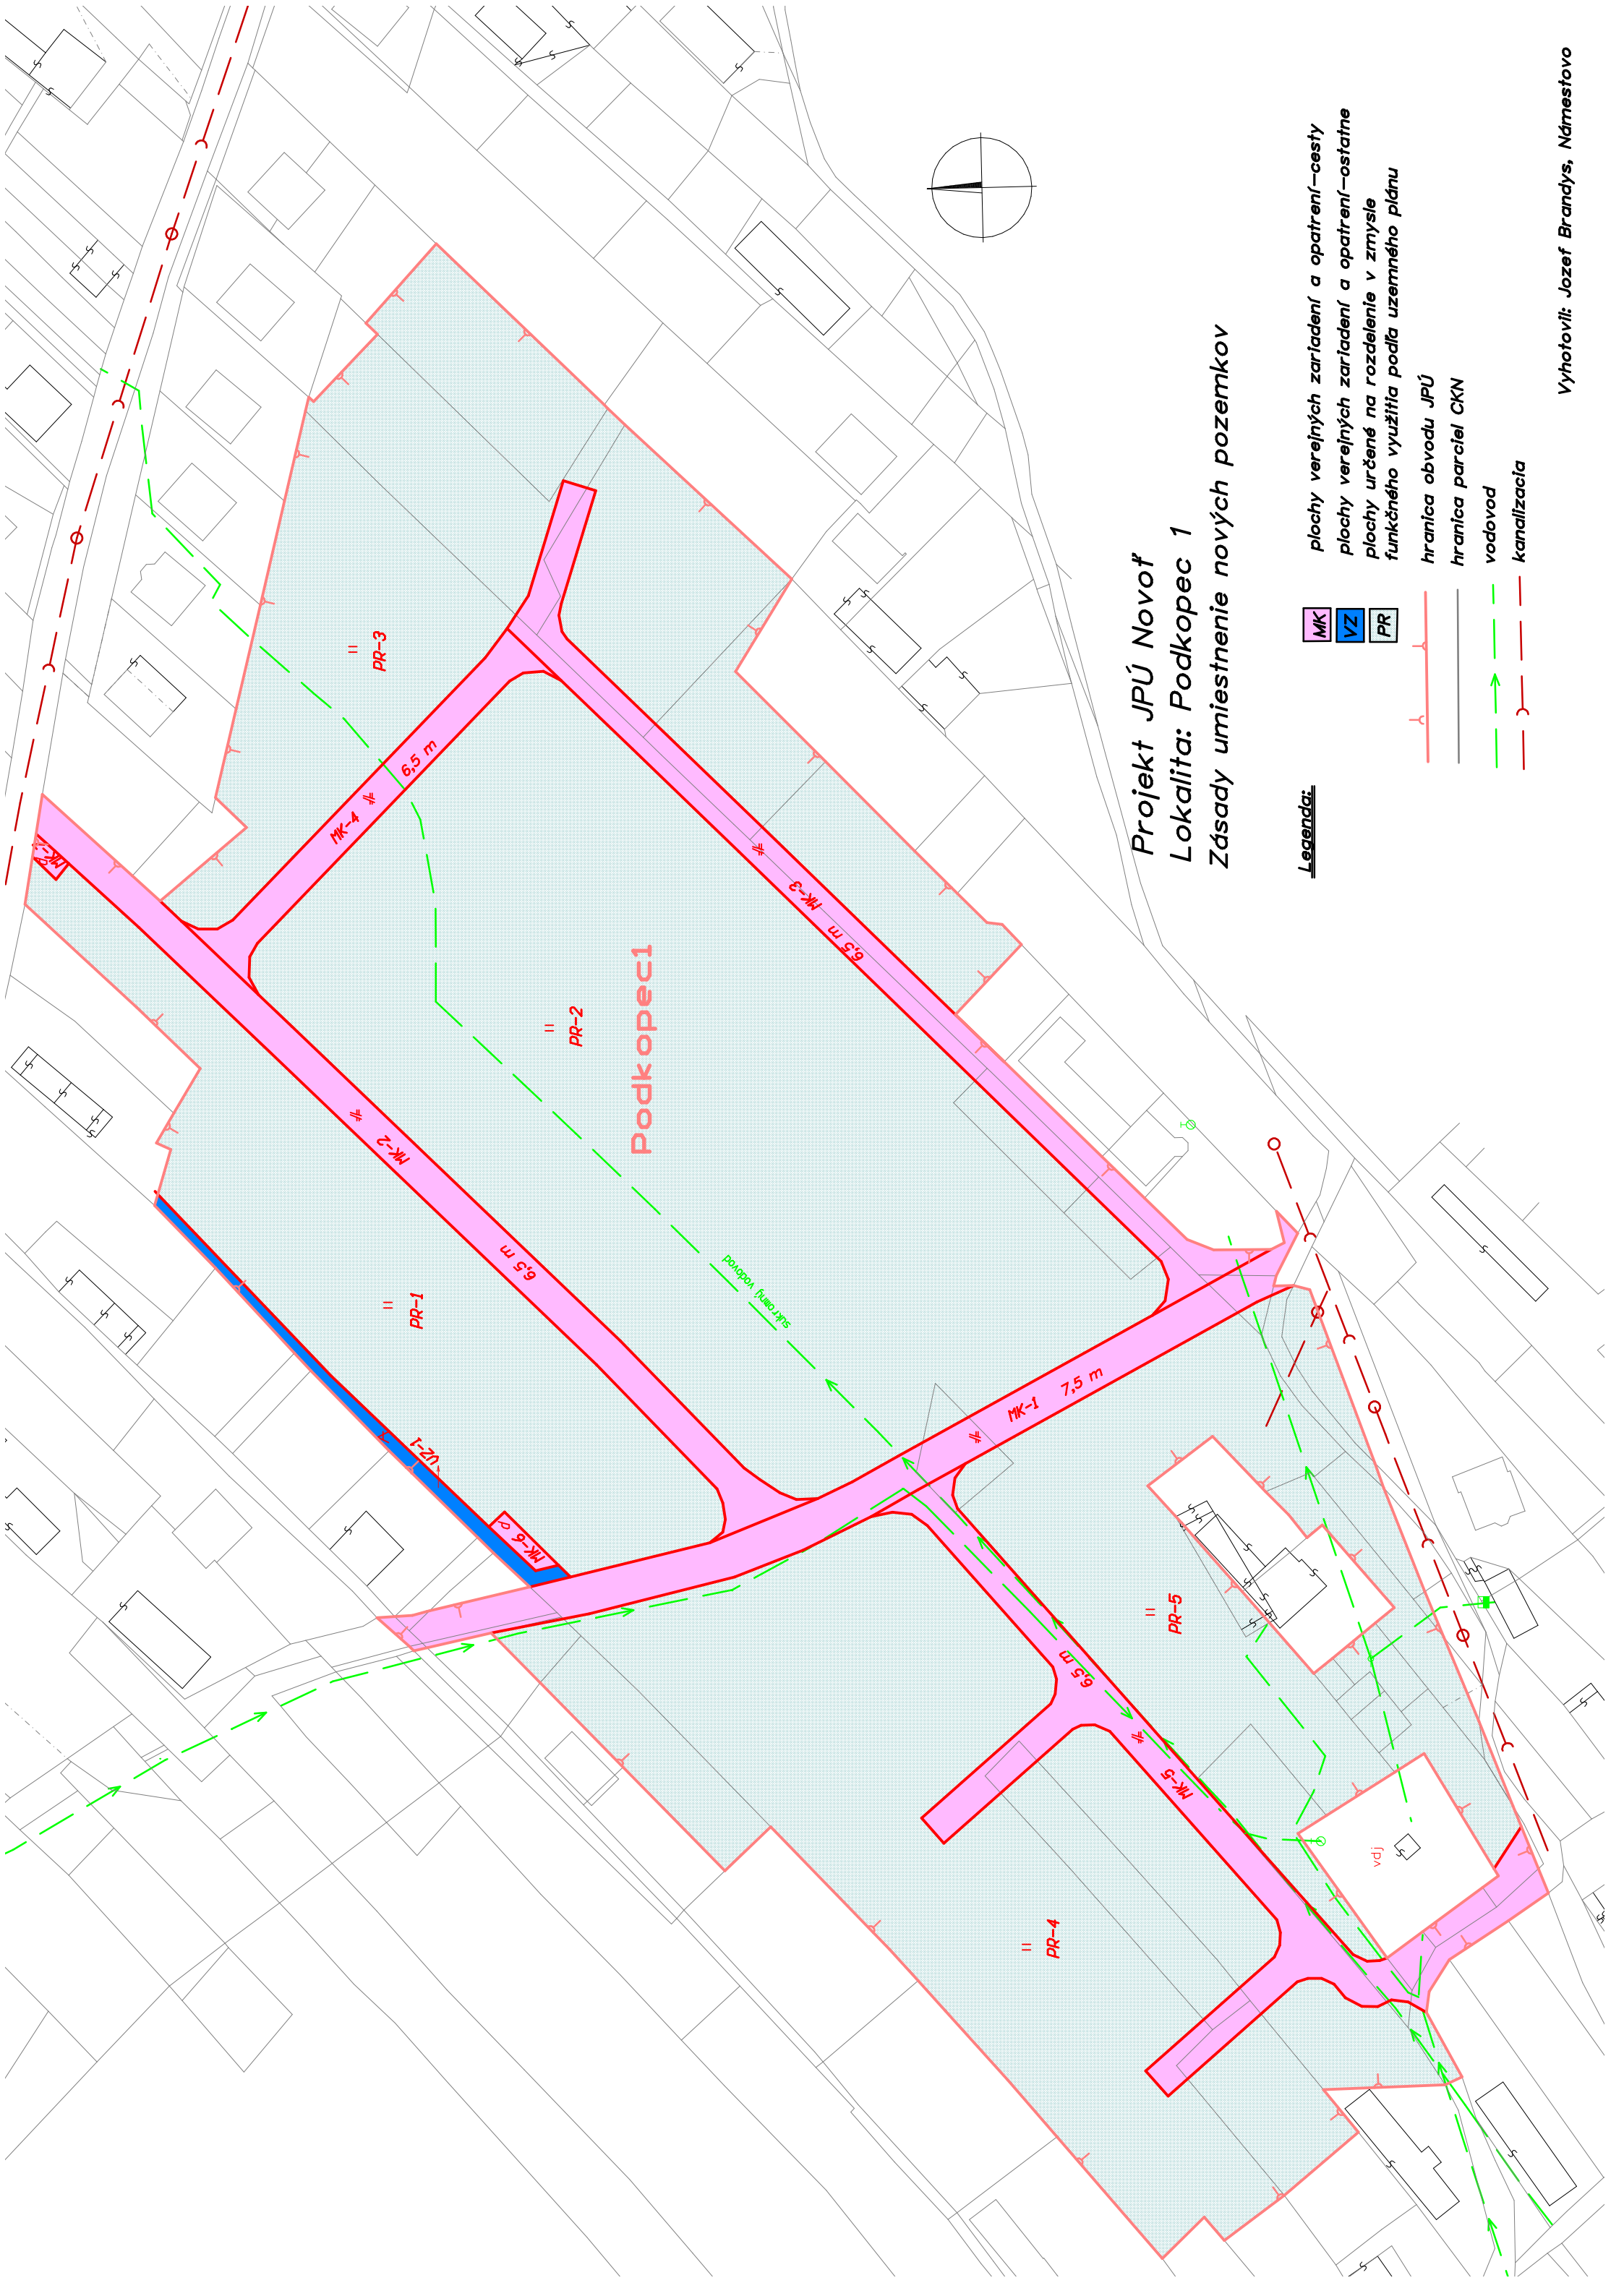 Projekt JPÚ Novoť
Lokalita: Podkopec 1
Zásady umiestnenie nových pozemkov
Legenda:
MK
plochy verejných zariadení a opatrení-cesty
VZ
plochy verejných zariadení a opatrení-ostatne
PR
plochy určené na rozdelenie v zmysle
funkčného využitia podľa uzemného plánu
hranica obvodu JPÚ
hranica parciel CKN
vodovod
kanalizacia
Vyhotovil: Jozef Brandys, Námestovo
Podkopec1
PR-3
MK-4
6,5 m
MK-3
6,5 m
PR-2
MK-2
6,5 m
PR-1
VZ-1
MK-6
sukromný vodovod
MK-1
7,5 m
PR-5
6,5 m
MK-5
PR-4
vdj